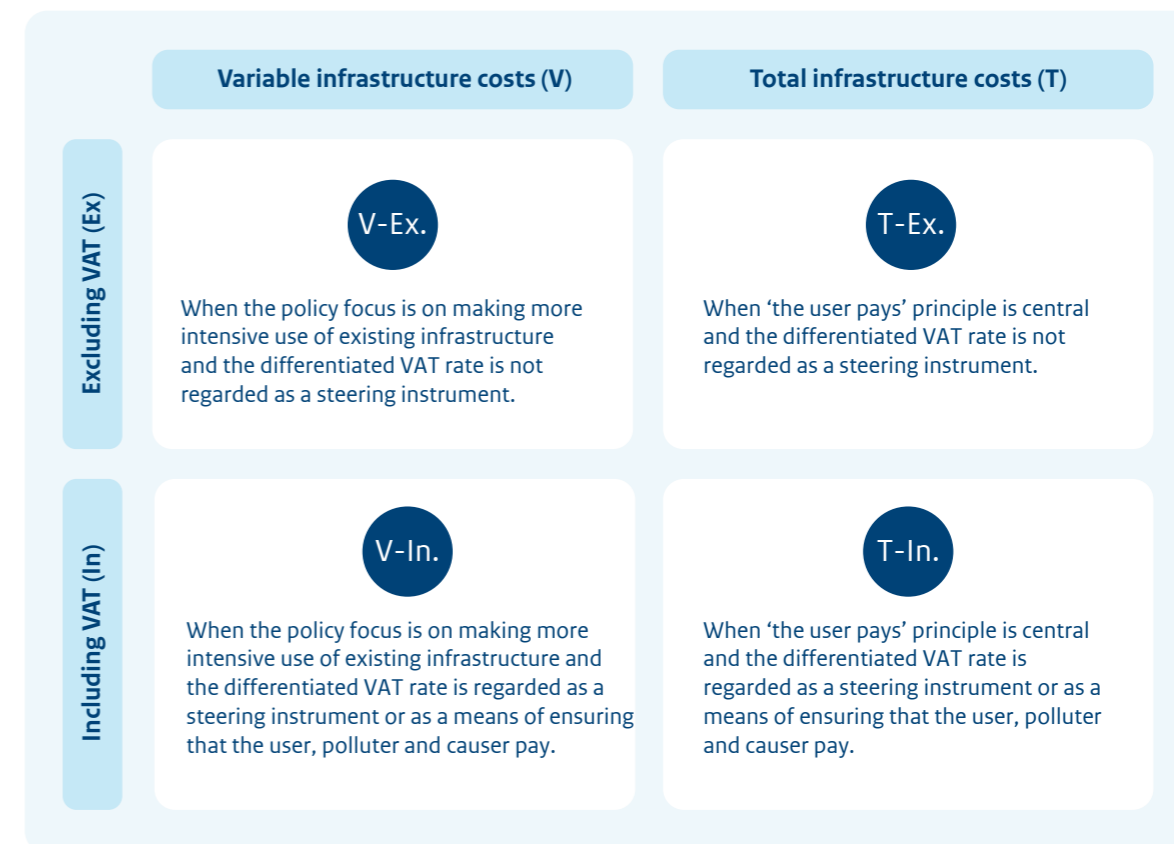 Variable infrastructure costs (V)
Total infrastructure costs (T)
Excluding VAT (Ex)
V-Ex.
When the policy focus is on making more
intensive use of existing infrastructure
and the differentiated VAT rate is not
regarded as a steering instrument.
T-Ex.
When ‘the user pays’ principle is central
and the differentiated VAT rate is not
regarded as a steering instrument.
Including VAT (In)
V-In.
When the policy focus is on making more
intensive use of existing infrastructure and
the differentiated VAT rate is regarded as a
steering instrument or as a means of ensuring
that the user, polluter and causer pay.
T-In.
When ‘the user pays’ principle is central
and the differentiated VAT rate is
regarded as a steering instrument or as a
means of ensuring that the user, polluter
and causer pay.